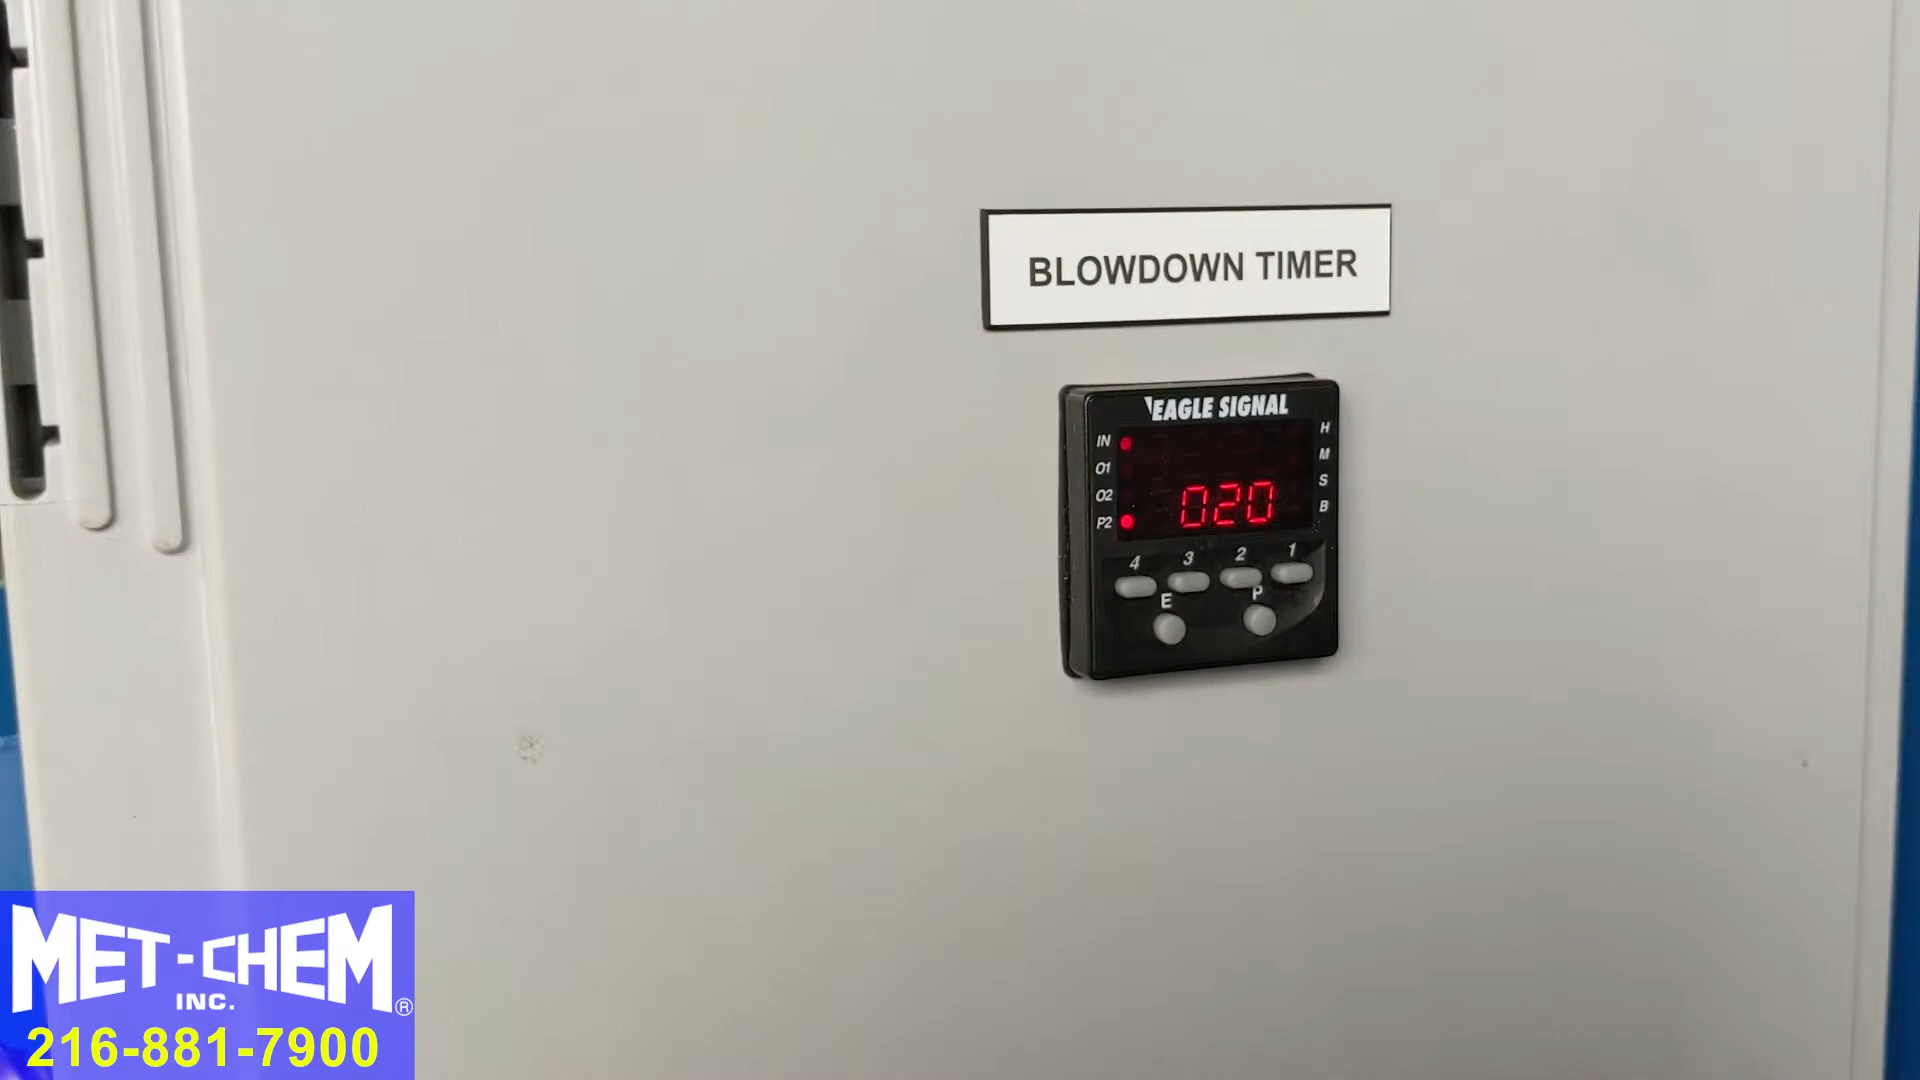 BLOWDOWN TIMER
EAGLE SIGNAL
IN
H
O1
M
O2
S
P2
B
020
4 3 2 1
E P
MET-CHEM
INC. ®
216-881-7900